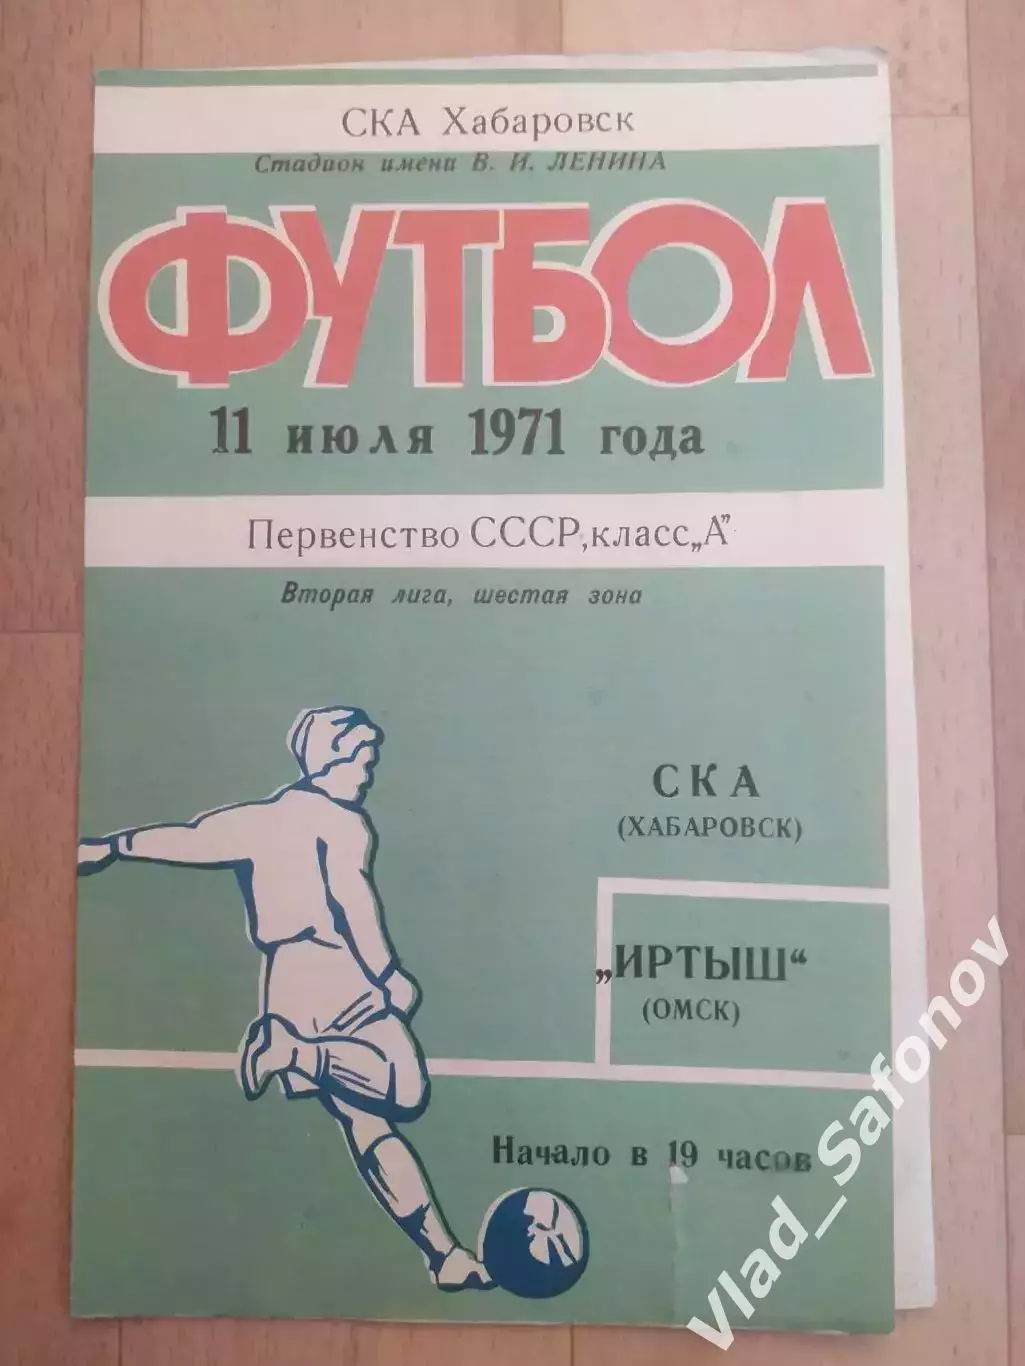 СКА Хабаровск
Стадион имени В. И. ЛЕНИНА
ФУТБОЛ
11 июля 1971 года
Первенство СССР, класс „А"
Вторая лига, шестая зона
СКА
(ХАБАРОВСК)
„ИРТЫШ“
(ОМСК)
Начало в 19 часов
Vlad_Safonov